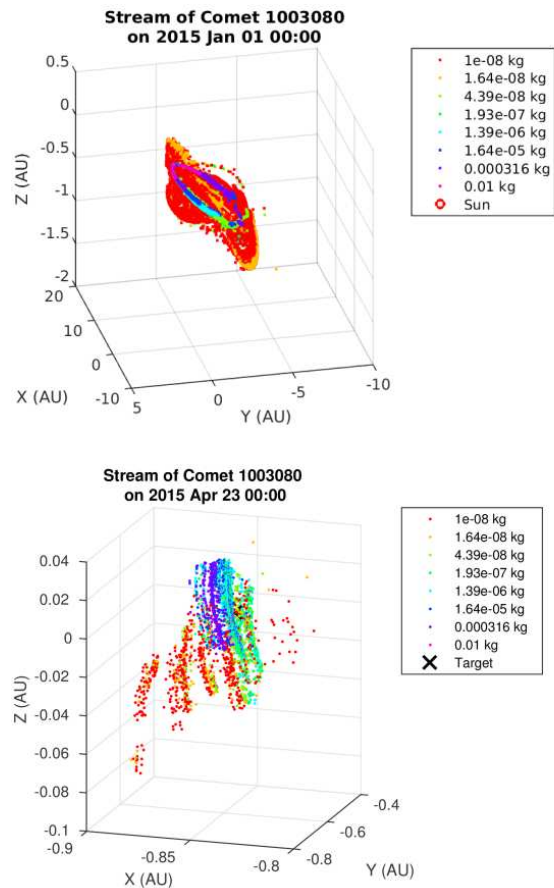 Stream of Comet 1003080
on 2015 Jan 01 00:00
0.5
0
-0.5
-1
-1.5
-2
Z (AU)
20
10
0
-10
X (AU)
5
0
-5
-10
Y (AU)
1e-08 kg
1.64e-08 kg
4.39e-08 kg
1.93e-07 kg
1.39e-06 kg
1.64e-05 kg
0.000316 kg
0.01 kg
Sun
Stream of Comet 1003080
on 2015 Apr 23 00:00
0.04
0.02
0
-0.02
-0.04
-0.06
-0.08
-0.1
Z (AU)
-0.9
-0.85
-0.8
X (AU)
-0.8
-0.6
-0.4
Y (AU)
1e-08 kg
1.64e-08 kg
4.39e-08 kg
1.93e-07 kg
1.39e-06 kg
1.64e-05 kg
0.000316 kg
0.01 kg
Target